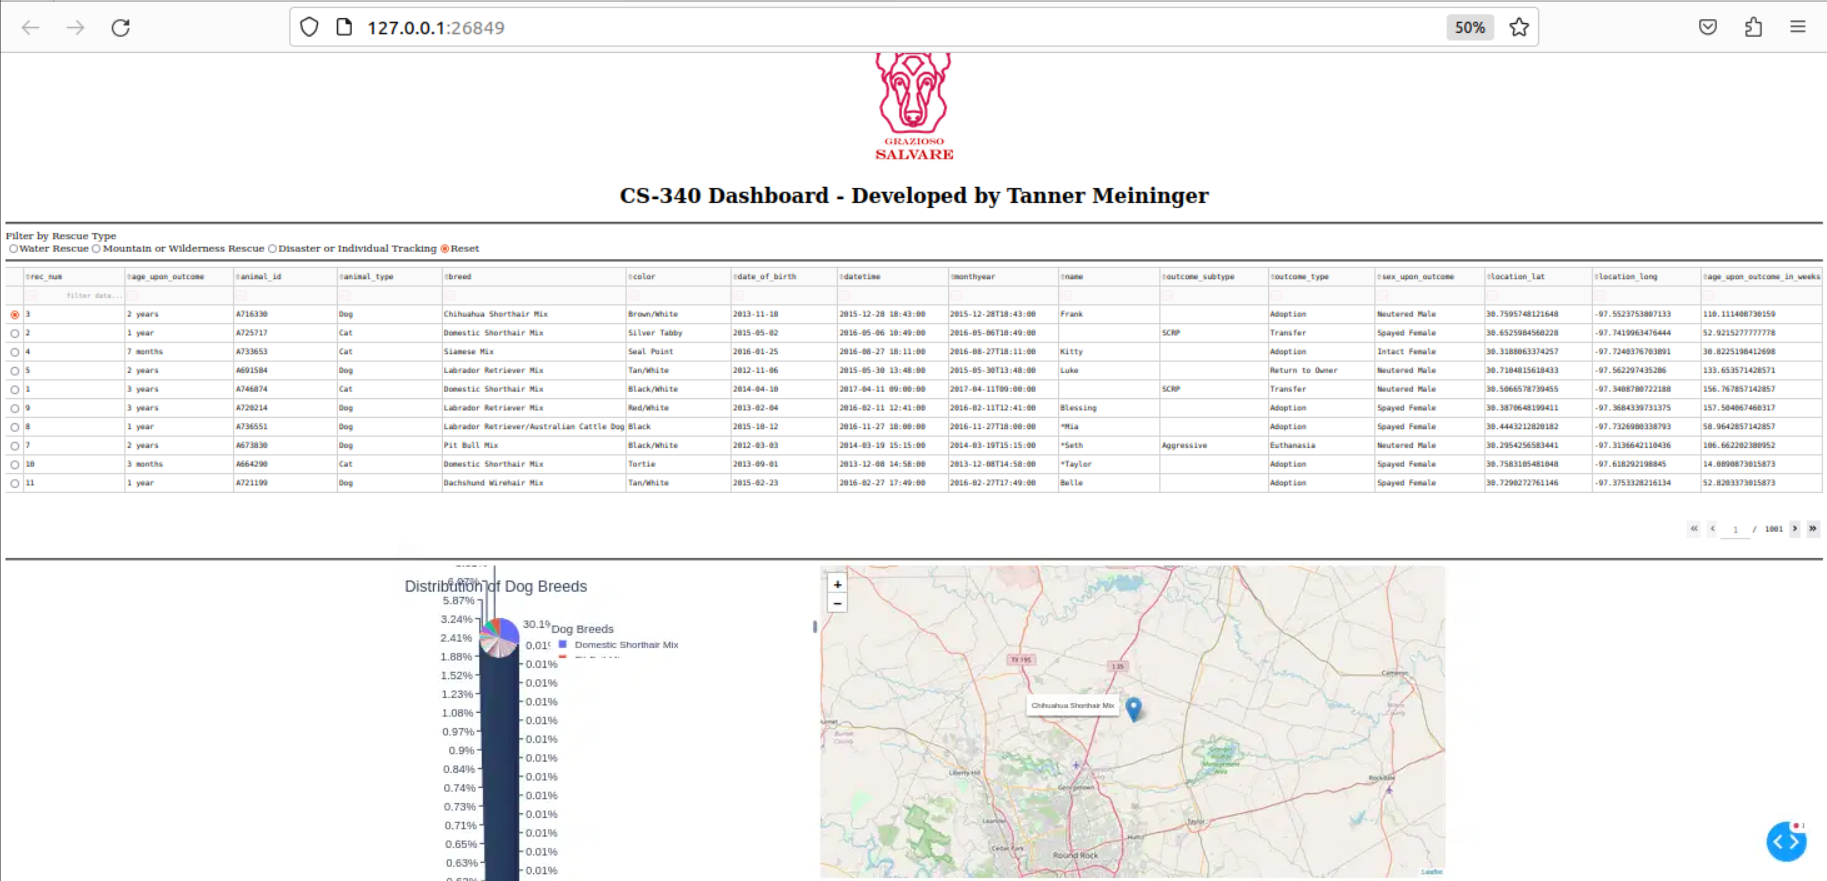 127.0.0.1:26849
50%
GRAZIOSO
SALVARE
CS-340 Dashboard - Developed by Tanner Meininger
Filter by Rescue Type
Water Rescue Mountain or Wilderness Rescue Disaster or Individual Tracking Reset
rec_num age_upon_outcome animal_id animal_type breed color date_of_birth datetime monthyear name outcome_subtype outcome_type sex_upon_outcome location_lat location_long age_upon_outcome_in_weeks
filter data...
3 2 years A716330 Dog Chihuahua Shorthair Mix Brown/White 2013-11-18 2015-12-28 18:43:00 2015-12-28T18:43:00 Frank Adoption Neutered Male 30.7595748121648 -97.5523753807133 110.111408730159
2 1 year A725717 Cat Domestic Shorthair Mix Silver Tabby 2015-05-02 2016-05-06 10:49:00 2016-05-06T10:49:00 SCRP Transfer Spayed Female 30.6525984560228 -97.7419963476444 52.9215277777778
4 7 months A733653 Cat Siamese Mix Seal Point 2016-01-25 2016-08-27 18:11:00 2016-08-27T18:11:00 Kitty Adoption Intact Female 30.3188063374257 -97.7240376703891 30.8225198412698
5 2 years A691584 Dog Labrador Retriever Mix Tan/White 2012-11-06 2015-05-30 13:48:00 2015-05-30T13:48:00 Luke Return to Owner Neutered Male 30.7104815618433 -97.562297435286 133.653571428571
1 3 years A746874 Cat Domestic Shorthair Mix Black/White 2014-04-10 2017-04-11 09:00:00 2017-04-11T09:00:00 SCRP Transfer Neutered Male 30.5066578739455 -97.3408780722188 156.767857142857
9 3 years A720214 Dog Labrador Retriever Mix Red/White 2013-02-04 2016-02-11 12:41:00 2016-02-11T12:41:00 Blessing Adoption Spayed Female 30.3870648199411 -97.3684339731375 157.504067460317
8 1 year A736551 Dog Labrador Retriever/Australian Cattle Dog Black 2015-10-12 2016-11-27 18:00:00 2016-11-27T18:00:00 *Mia Adoption Spayed Female 30.4443212820182 -97.7326980338793 58.9642857142857
7 2 years A673830 Dog Pit Bull Mix Black/White 2012-03-03 2014-03-19 15:15:00 2014-03-19T15:15:00 *Seth Aggressive Euthanasia Neutered Male 30.2954256583441 -97.3136642110436 106.662202380952
10 3 months A664290 Cat Domestic Shorthair Mix Tortie 2013-09-01 2013-12-08 14:58:00 2013-12-08T14:58:00 *Taylor Adoption Spayed Female 30.7583105481048 -97.618292198845 14.0890873015873
11 1 year A721199 Dog Dachshund Wirehair Mix Tan/White 2015-02-23 2016-02-27 17:49:00 2016-02-27T17:49:00 Belle Adoption Spayed Female 30.7290272761146 -97.3753328216134 52.8203373015873
« ‹ 1 / 1001 › »
Distribution of Dog Breeds
5.87%
3.24%
2.41%
1.88%
1.52%
1.23%
1.08%
0.97%
0.9%
0.84%
0.74%
0.73%
0.71%
0.65%
0.63%
30.1%
0.01%
0.01%
0.01%
0.01%
0.01%
0.01%
0.01%
0.01%
0.01%
0.01%
0.01%
0.01%
0.01%
Dog Breeds
Domestic Shorthair Mix
+
−
TX 195
I 35
Cameron
Chihuahua Shorthair Mix
Burnet
County
Liberty Hill
Georgetown
Rockdale
Leander
Taylor
Hutto
Cedar Park
Round Rock
Leaflet
1